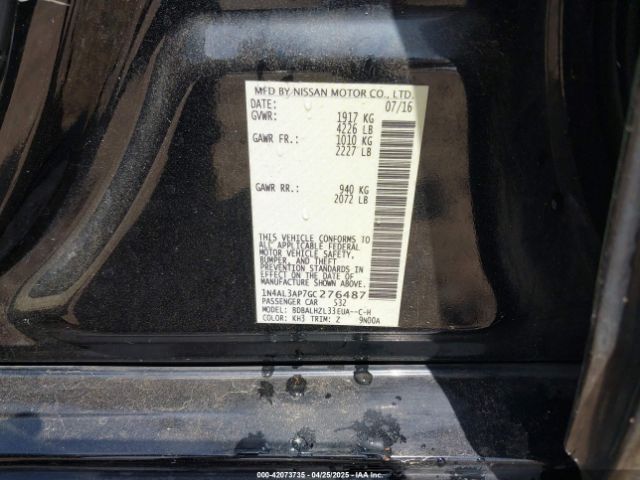 MFD BY NISSAN MOTOR CO., LTD.
DATE: 07/16
GVWR: 1917 KG
4226 LB
GAWR FR: 1010 KG
2227 LB
GAWR RR: 940 KG
2072 LB
THIS VEHICLE CONFORMS TO
ALL APPLICABLE FEDERAL
MOTOR VEHICLE SAFETY,
BUMPER, AND THEFT
PREVENTION STANDARDS IN
EFFECT ON THE DATE OF
MANUFACTURE SHOWN ABOVE.
1N4AL3AP7GC276487
PASSENGER CAR S32
MODEL: BDBALHZL33EUA--C-H
COLOR: KH3 TRIM: Z 9N00A
000-42073735 - 04/25/2025 - IAA Inc.